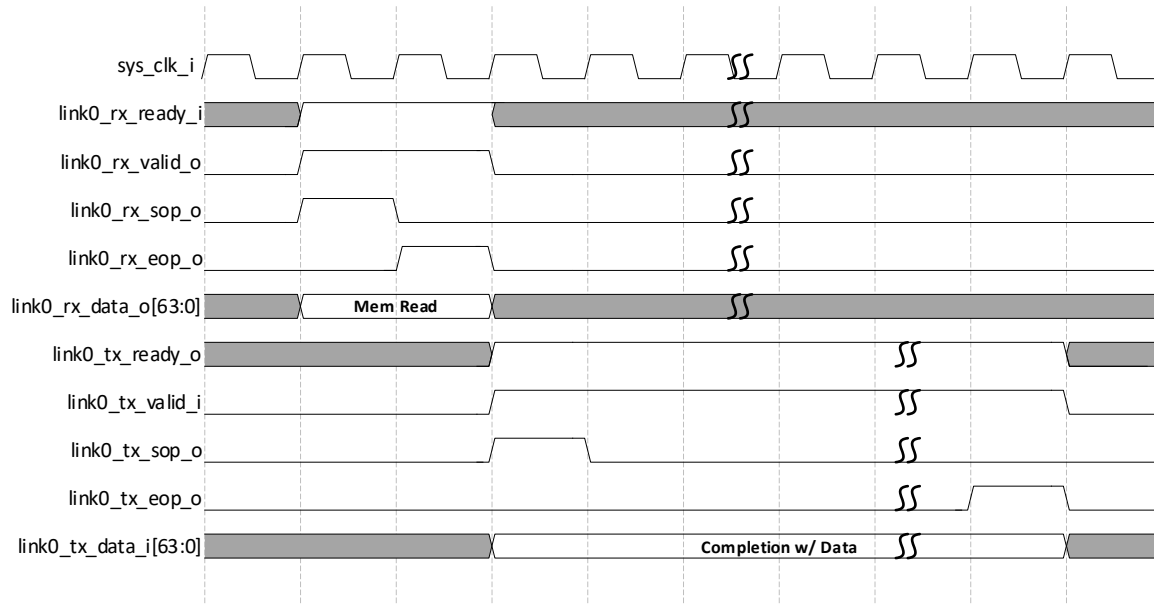 sys_clk_i
link0_rx_ready_i
link0_rx_valid_o
link0_rx_sop_o
link0_rx_eop_o
link0_rx_data_o[63:0]
Mem Read
link0_tx_ready_o
link0_tx_valid_i
link0_tx_sop_o
link0_tx_eop_o
link0_tx_data_i[63:0]
Completion w/ Data